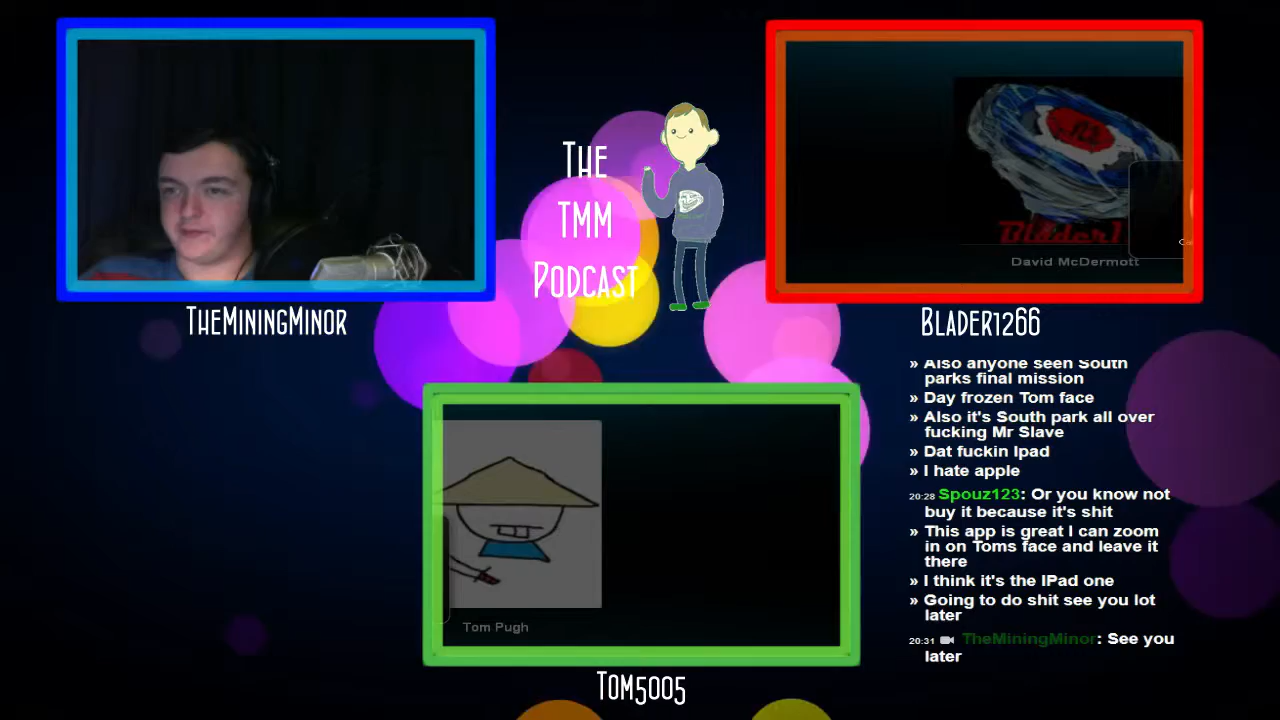 The
TMM
Podcast
TheMiningMinor
Blader1
David McDermott
Ca
Blader1266
» Also anyone seen South
parks final mission
» Day frozen Tom face
» Also it's South park all over
fucking Mr Slave
» Dat fuckin Ipad
» I hate apple
20:28 Spouz123: Or you know not
buy it because it's shit
» This app is great I can zoom
in on Toms face and leave it
there
» I think it's the IPad one
» Going to do shit see you lot
later
20:31 TheMiningMinor: See you
later
Tom Pugh
Tom5005